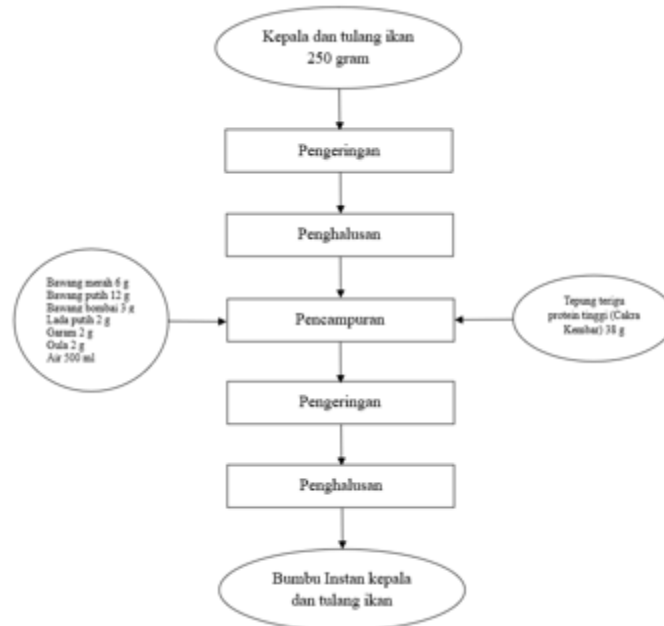 Kepala dan tulang ikan
250 gram
Pengeringan
Penghalusan
Bawang merah 6 g
Bawang putih 12 g
Bawang bombai 3 g
Lada putih 2 g
Garam 2 g
Gula 2 g
Air 500 ml
Pencampuran
Tepung terigu
protein tinggi (Cakra
Kembar) 38 g
Pengeringan
Penghalusan
Bumbu Instan kepala
dan tulang ikan